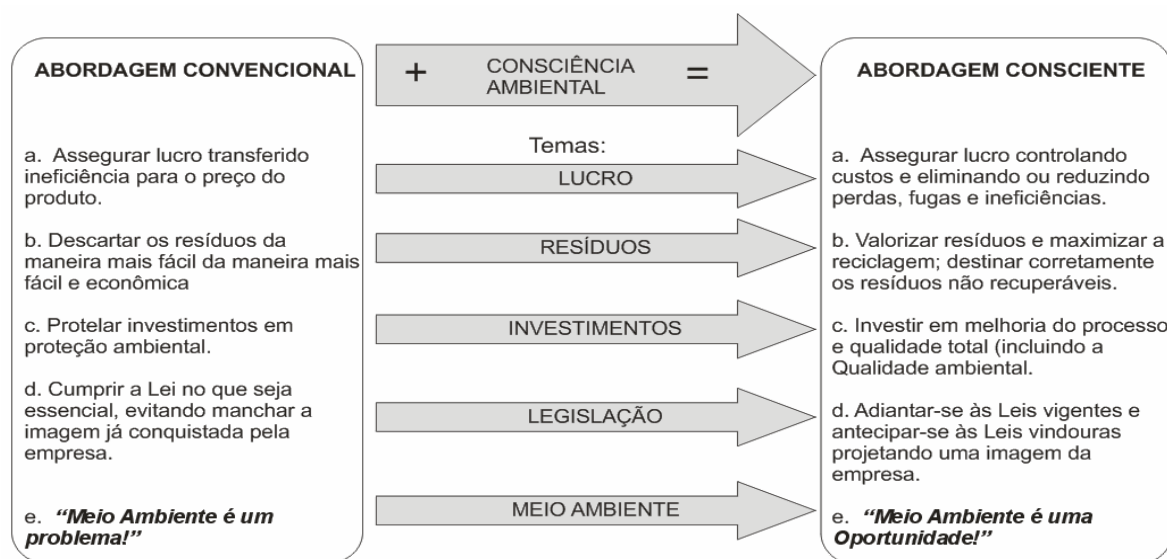 ABORDAGEM CONVENCIONAL
a. Assegurar lucro transferido
ineficiência para o preço do
produto.
b. Descartar os resíduos da
maneira mais fácil da maneira mais
fácil e econômica
c. Protelar investimentos em
proteção ambiental.
d. Cumprir a Lei no que seja
essencial, evitando manchar a
imagem já conquistada pela
empresa.
e. “Meio Ambiente é um
problema!”
+ CONSCIÊNCIA =
AMBIENTAL
Temas:
LUCRO
RESÍDUOS
INVESTIMENTOS
LEGISLAÇÃO
MEIO AMBIENTE
ABORDAGEM CONSCIENTE
a. Assegurar lucro controlando
custos e eliminando ou reduzindo
perdas, fugas e ineficiências.
b. Valorizar resíduos e maximizar a
reciclagem; destinar corretamente
os resíduos não recuperáveis.
c. Investir em melhoria do processo
e qualidade total (incluindo a
Qualidade ambiental.
d. Adiantar-se às Leis vigentes e
antecipar-se às Leis vindouras
projetando uma imagem da
empresa.
e. “Meio Ambiente é uma
Oportunidade!”